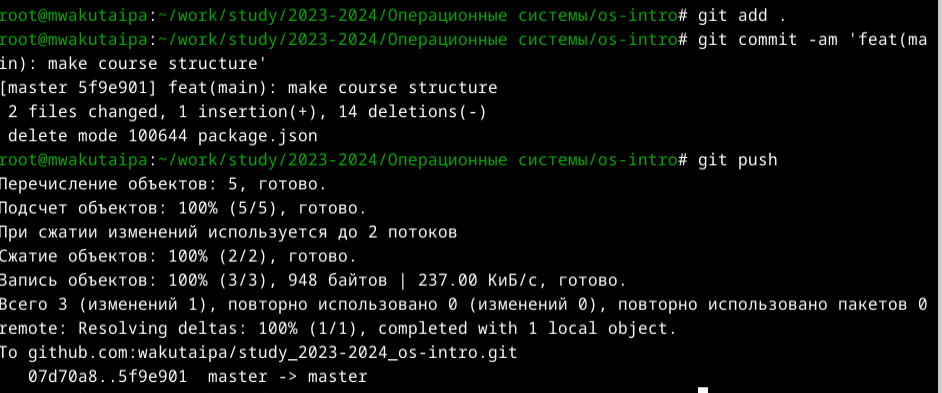 root@mwakutaipa:~/work/study/2023-2024/Операционные системы/os-intro# git add .
root@mwakutaipa:~/work/study/2023-2024/Операционные системы/os-intro# git commit -am 'feat(ma
in): make course structure'
[master 5f9e901] feat(main): make course structure
 2 files changed, 1 insertion(+), 14 deletions(-)
 delete mode 100644 package.json
root@mwakutaipa:~/work/study/2023-2024/Операционные системы/os-intro# git push
Перечисление объектов: 5, готово.
Подсчет объектов: 100% (5/5), готово.
При сжатии изменений используется до 2 потоков
Сжатие объектов: 100% (2/2), готово.
Запись объектов: 100% (3/3), 948 байтов | 237.00 КиБ/с, готово.
Всего 3 (изменений 1), повторно использовано 0 (изменений 0), повторно использовано пакетов 0
remote: Resolving deltas: 100% (1/1), completed with 1 local object.
To github.com:wakutaipa/study_2023-2024_os-intro.git
   07d70a8..5f9e901  master -> master